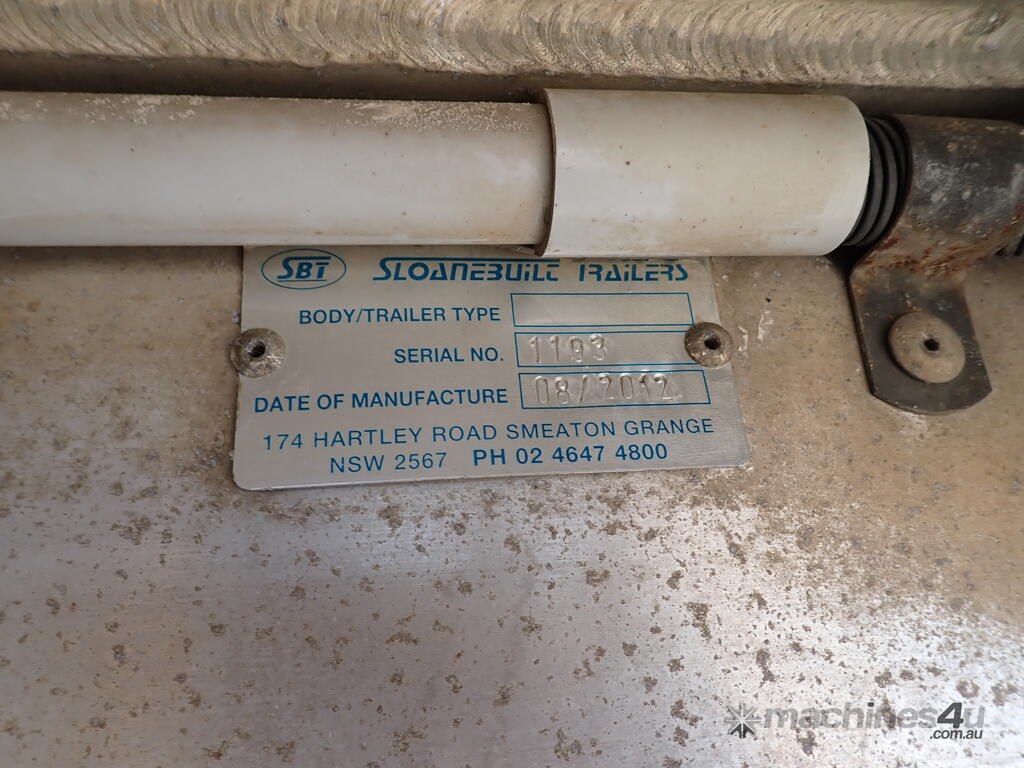 SBT SLOANEBUILT TRAILERS
BODY/TRAILER TYPE
SERIAL NO. 1193
DATE OF MANUFACTURE 08/2012
174 HARTLEY ROAD SMEATON GRANGE
NSW 2567 PH 02 4647 4800
machines4u
.com.au